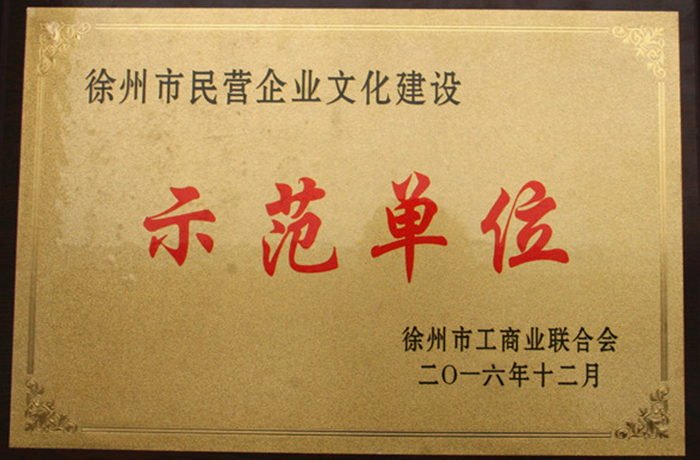 徐州市民营企业文化建设
示范单位
徐州市工商业联合会
二〇一六年十二月